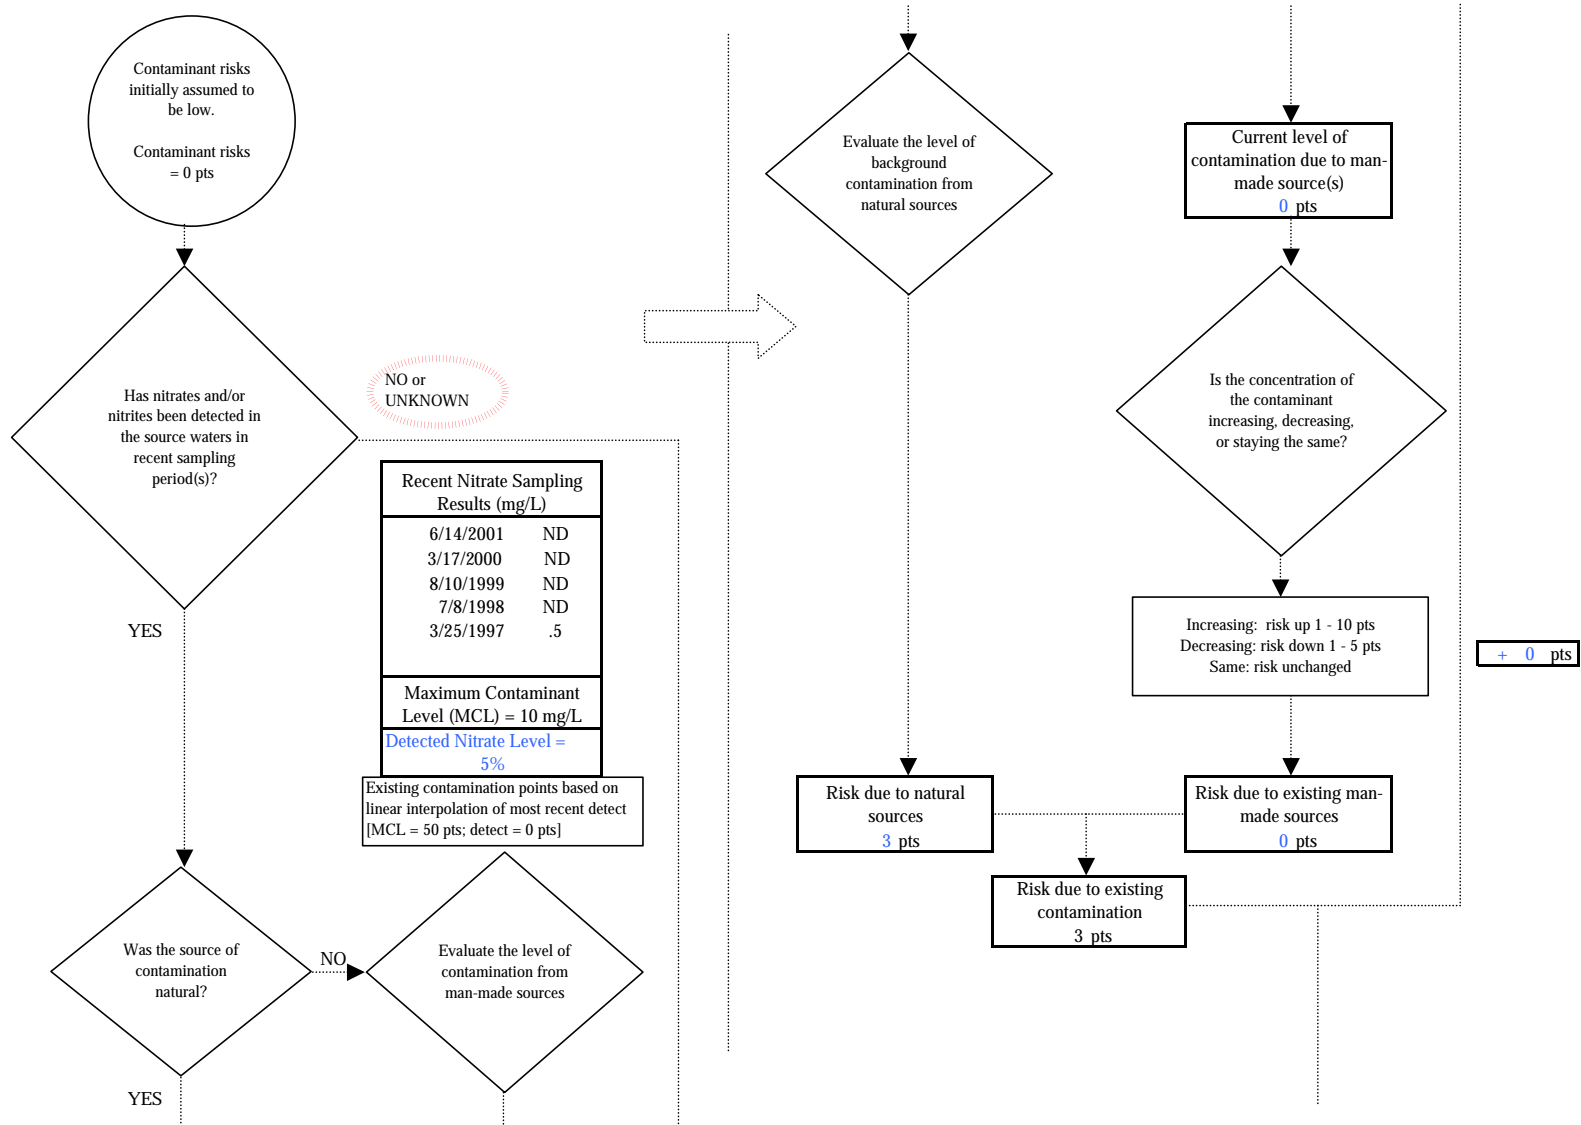 Contaminant risks
initially assumed to
be low.
Contaminant risks
= 0 pts
Has nitrates and/or
nitrites been detected in
the source waters in
recent sampling
period(s)?
NO or
UNKNOWN
YES
Recent Nitrate Sampling
Results (mg/L)
6/14/2001 ND
3/17/2000 ND
8/10/1999 ND
7/8/1998 ND
3/25/1997 .5
Maximum Contaminant
Level (MCL) = 10 mg/L
Detected Nitrate Level =
5%
Existing contamination points based on
linear interpolation of most recent detect
[MCL = 50 pts; detect = 0 pts]
Was the source of
contamination
natural?
NO
YES
Evaluate the level of
contamination from
man-made sources
Evaluate the level of
background
contamination from
natural sources
Current level of
contamination due to man-
made source(s)
0 pts
Is the concentration of
the contaminant
increasing, decreasing,
or staying the same?
Increasing: risk up 1 - 10 pts
Decreasing: risk down 1 - 5 pts
Same: risk unchanged
+ 0 pts
Risk due to natural
sources
3 pts
Risk due to existing man-
made sources
0 pts
Risk due to existing
contamination
3 pts